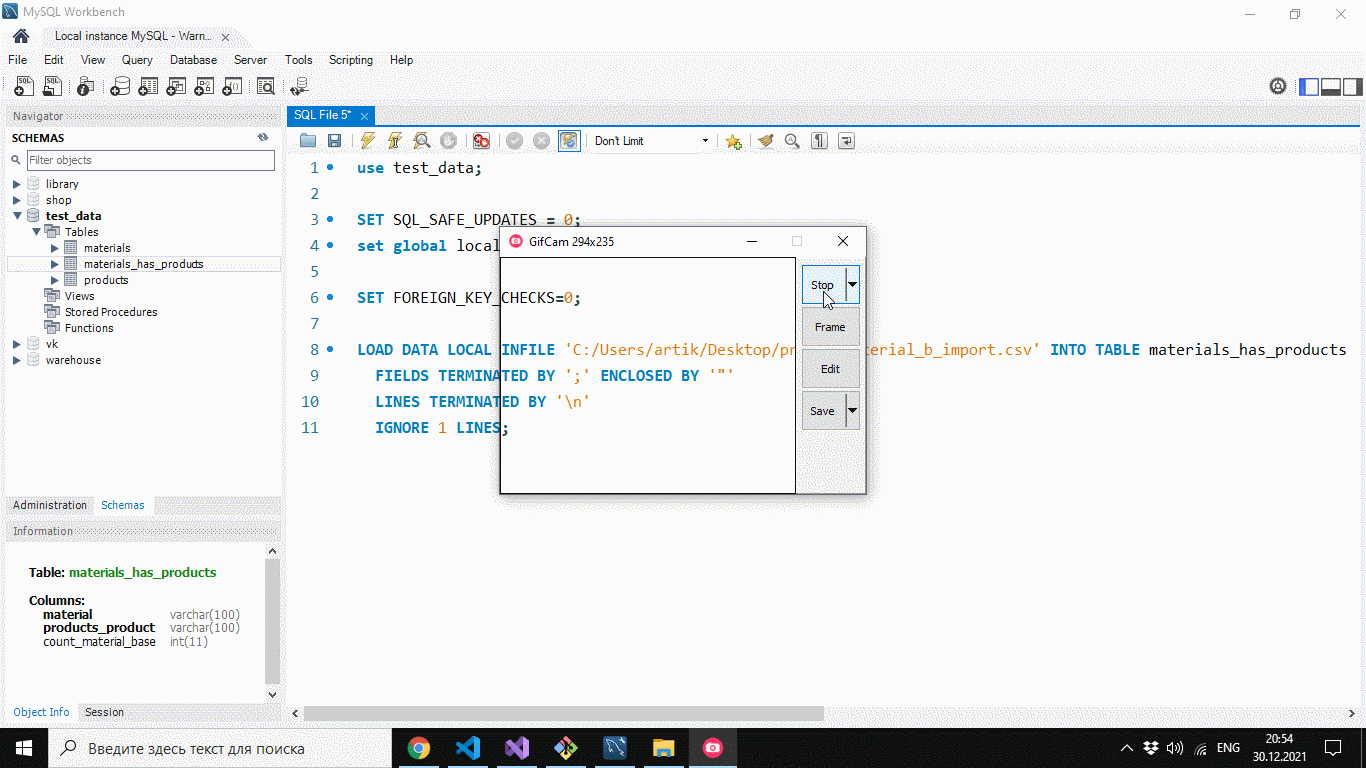 MySQL Workbench
Local instance MySQL - Warn...
File Edit View Query Database Server Tools Scripting Help
Navigator
SCHEMAS
Filter objects
library
shop
test_data
Tables
materials
materials_has_products
products
Views
Stored Procedures
Functions
vk
warehouse
Administration Schemas
Information
Table: materials_has_products
Columns:
material varchar(100)
products_product varchar(100)
count_material_base int(11)
Object Info Session
SQL File 5*
Don't Limit
1 use test_data;
2
3 SET SQL_SAFE_UPDATES = 0;
4 set global local
5
6 SET FOREIGN_KEY_CHECKS=0;
7
8 LOAD DATA LOCAL INFILE 'C:/Users/artik/Desktop/pr terial_b_import.csv' INTO TABLE materials_has_products
9 FIELDS TERMINATED BY ';' ENCLOSED BY '"'
10 LINES TERMINATED BY '\n'
11 IGNORE 1 LINES;
GifCam 294x235
Stop
Frame
Edit
Save
Введите здесь текст для поиска
ENG
20:54
30.12.2021